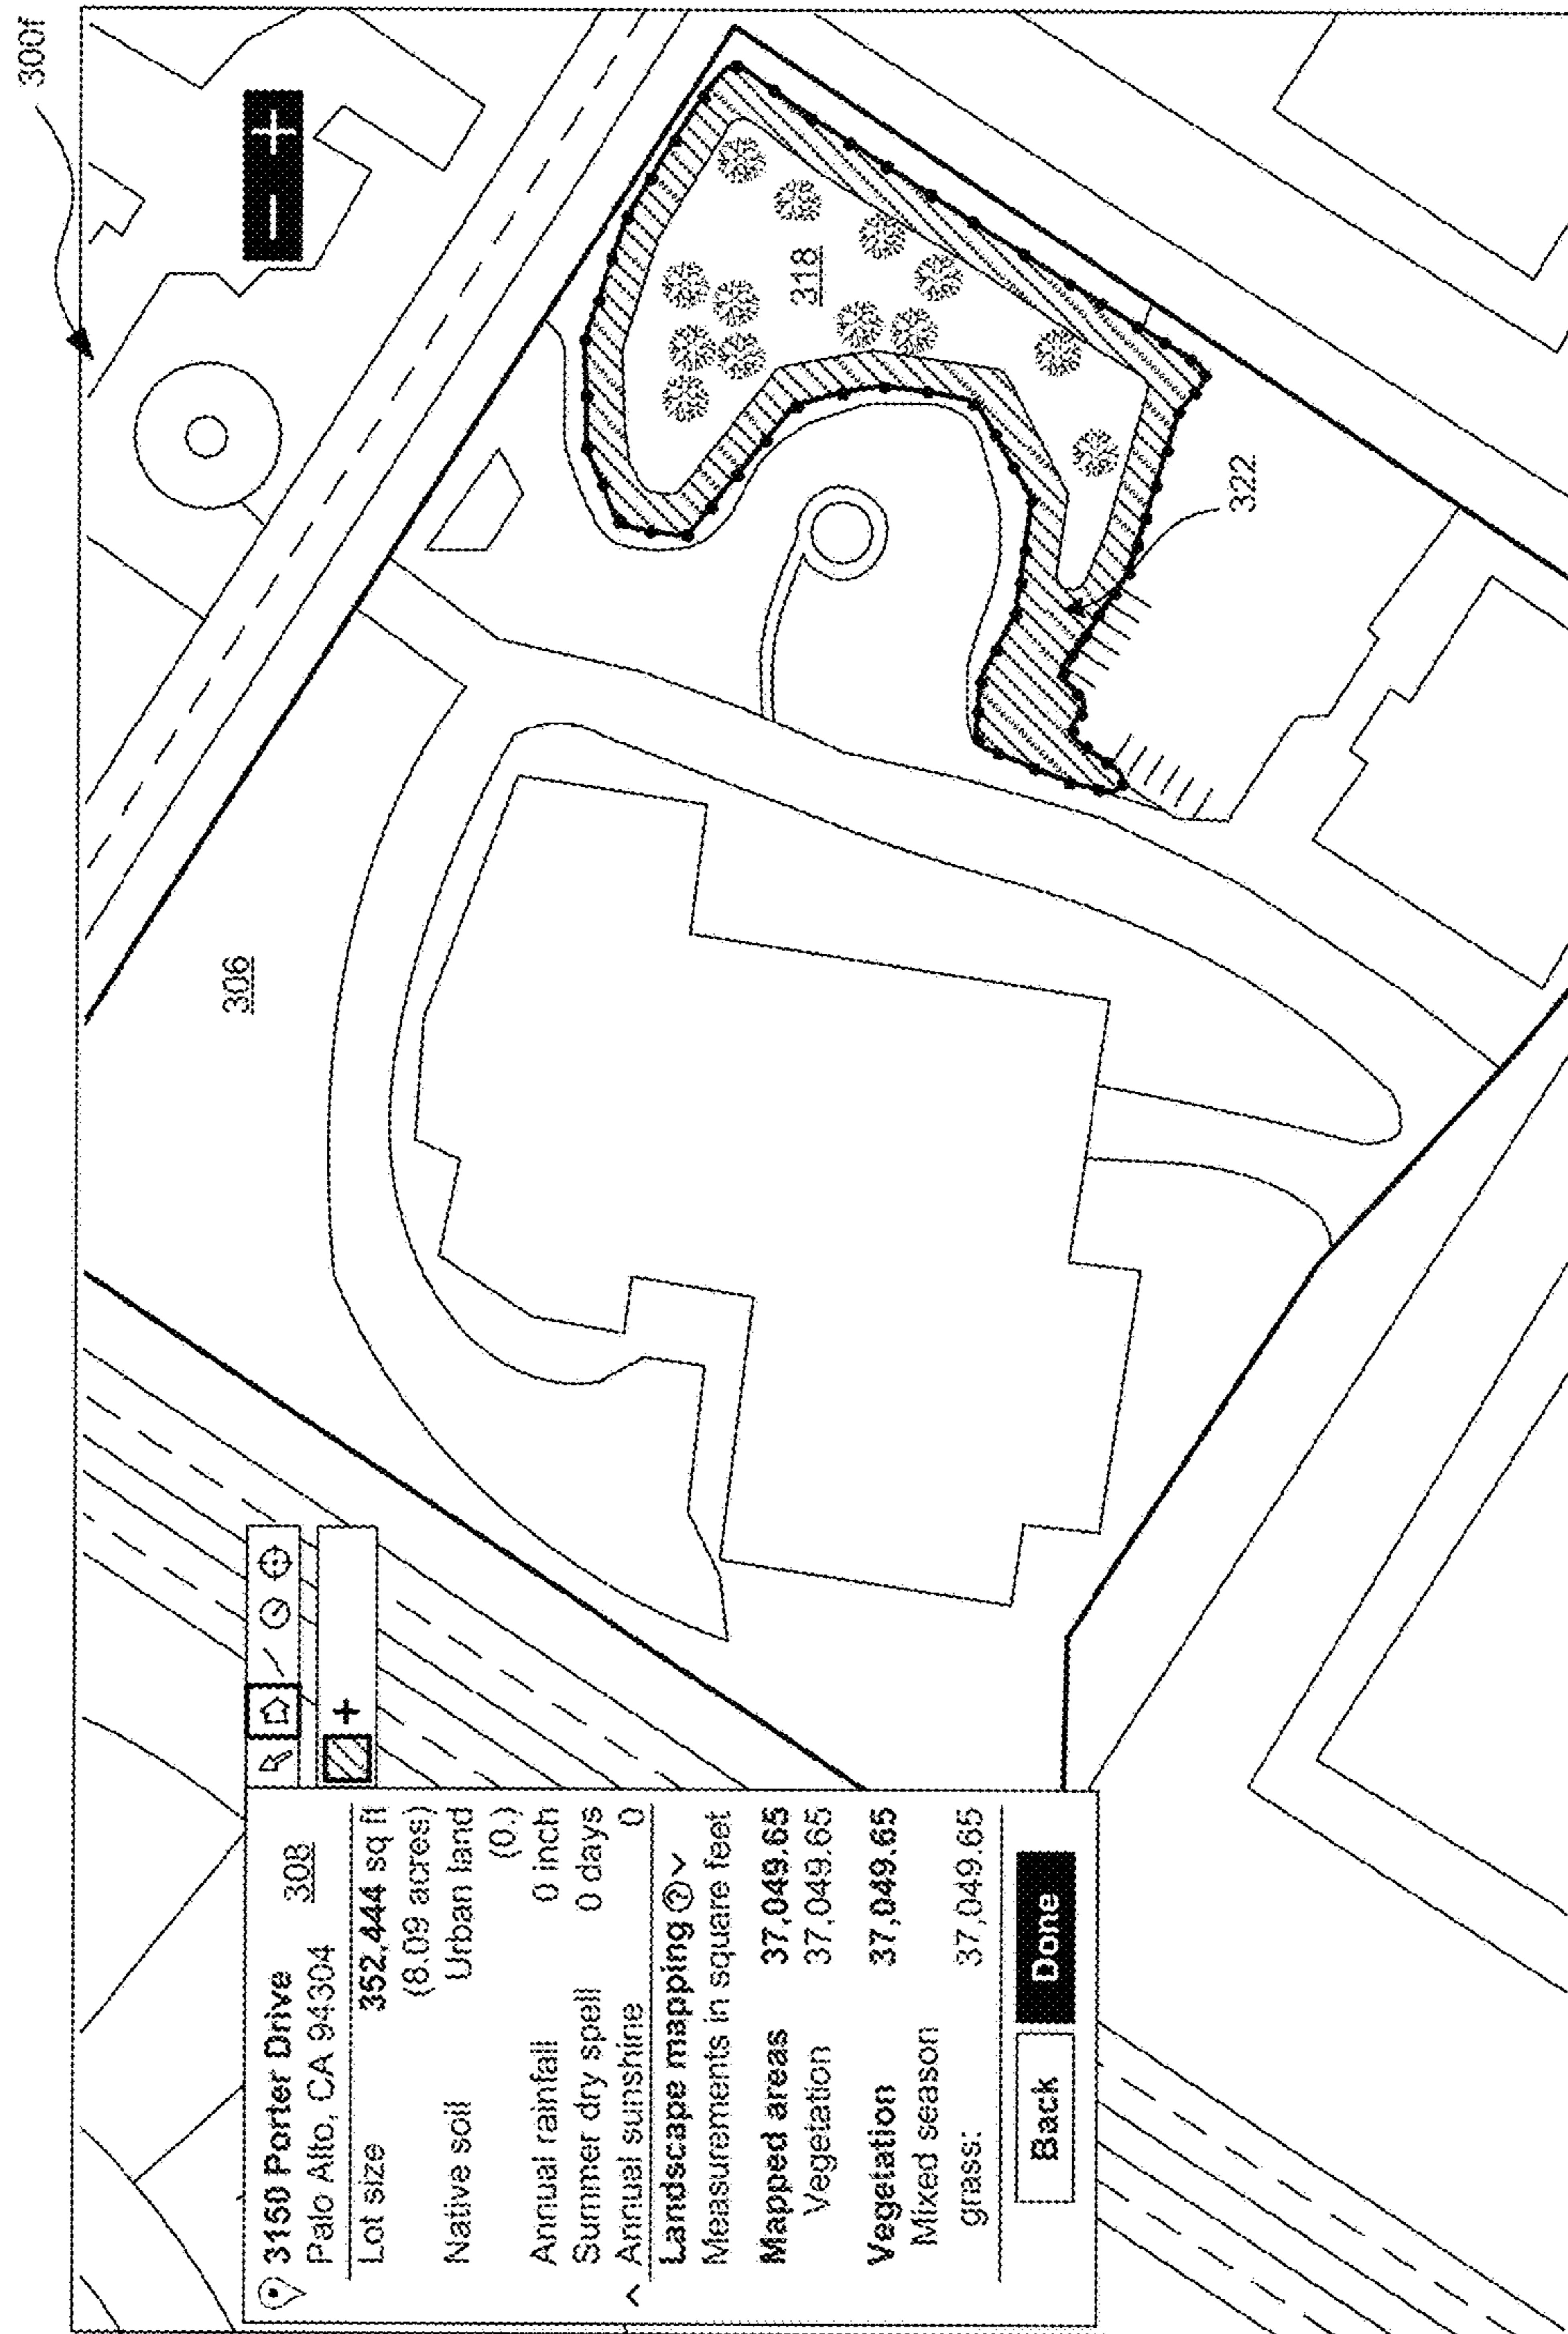 300f
− +
306
318
322
3150 Porter Drive
Palo Alto, CA 94304 308
Lot size 352,444 sq ft
(8.09 acres)
Native soil Urban land
(0.)
Annual rainfall 0 inch
Summer dry spell 0 days
Annual sunshine 0
Landscape mapping ?
Measurements in square feet
Mapped areas 37,049.65
Vegetation 37,049.65
Vegetation 37,049.65
Mixed season
grass: 37,049.65
Back Done
+